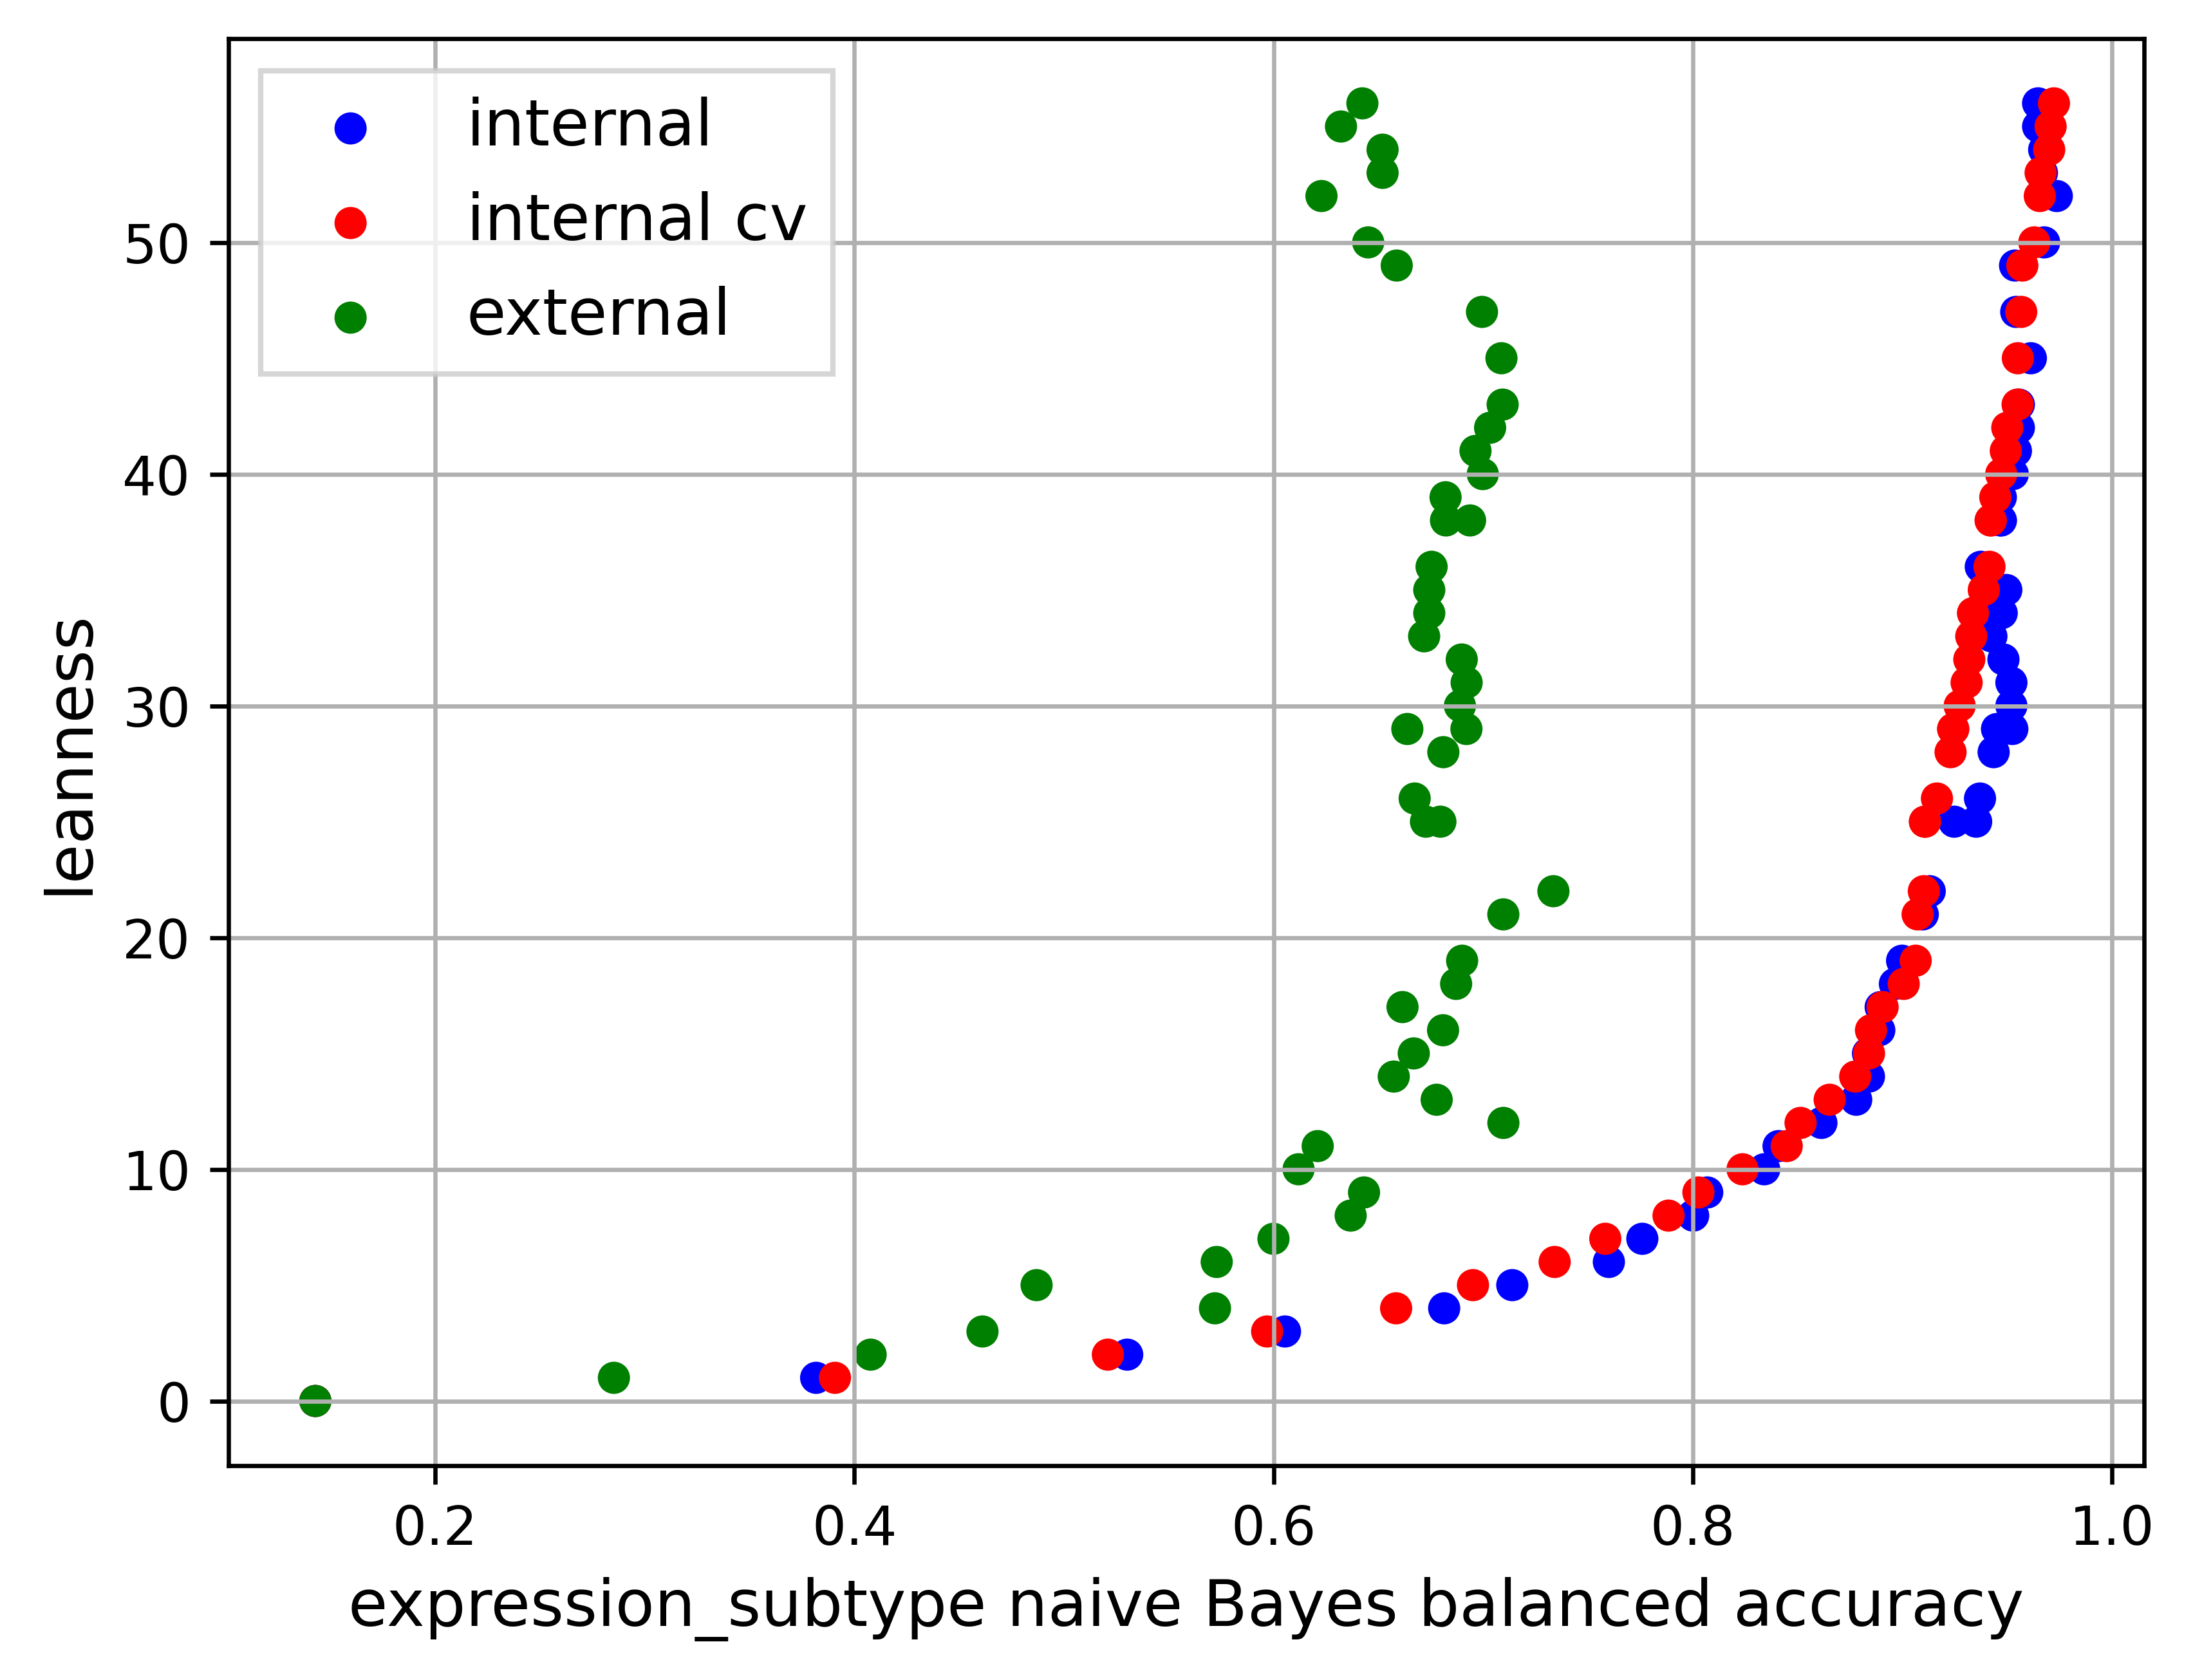 internal
internal cv
external
50
40
30
20
10
0
leanness
0.2 0.4 0.6 0.8 1.0
expression_subtype naive Bayes balanced accuracy